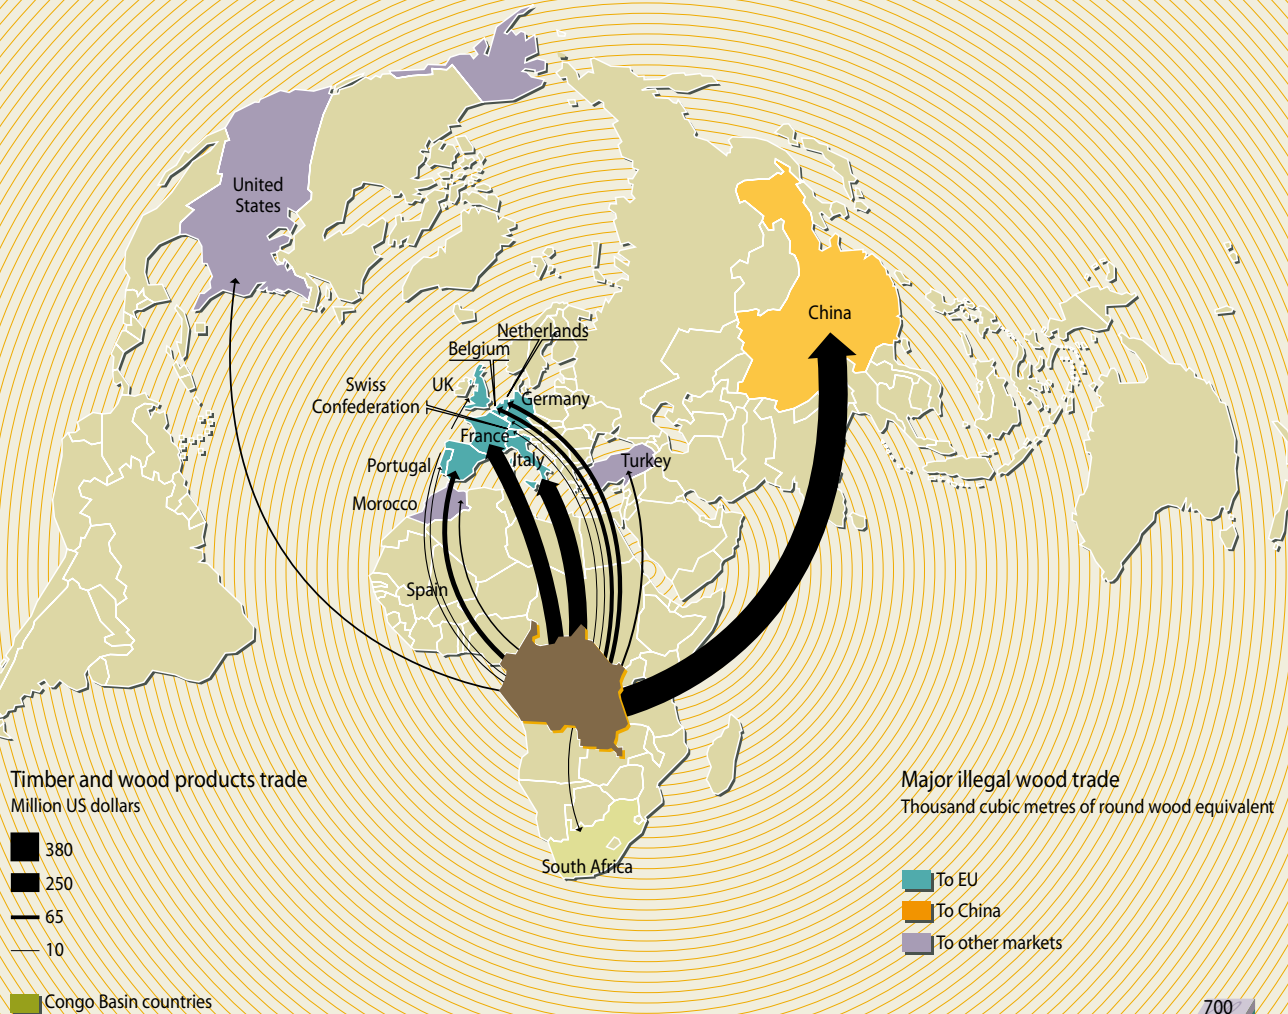 United
States
China
Netherlands
Belgium
Swiss
Confederation
UK
Germany
France
Portugal
Italy
Turkey
Morocco
Spain
South Africa
Timber and wood products trade
Million US dollars
380
250
65
10
Congo Basin countries
Major illegal wood trade
Thousand cubic metres of round wood equivalent
To EU
To China
To other markets
700